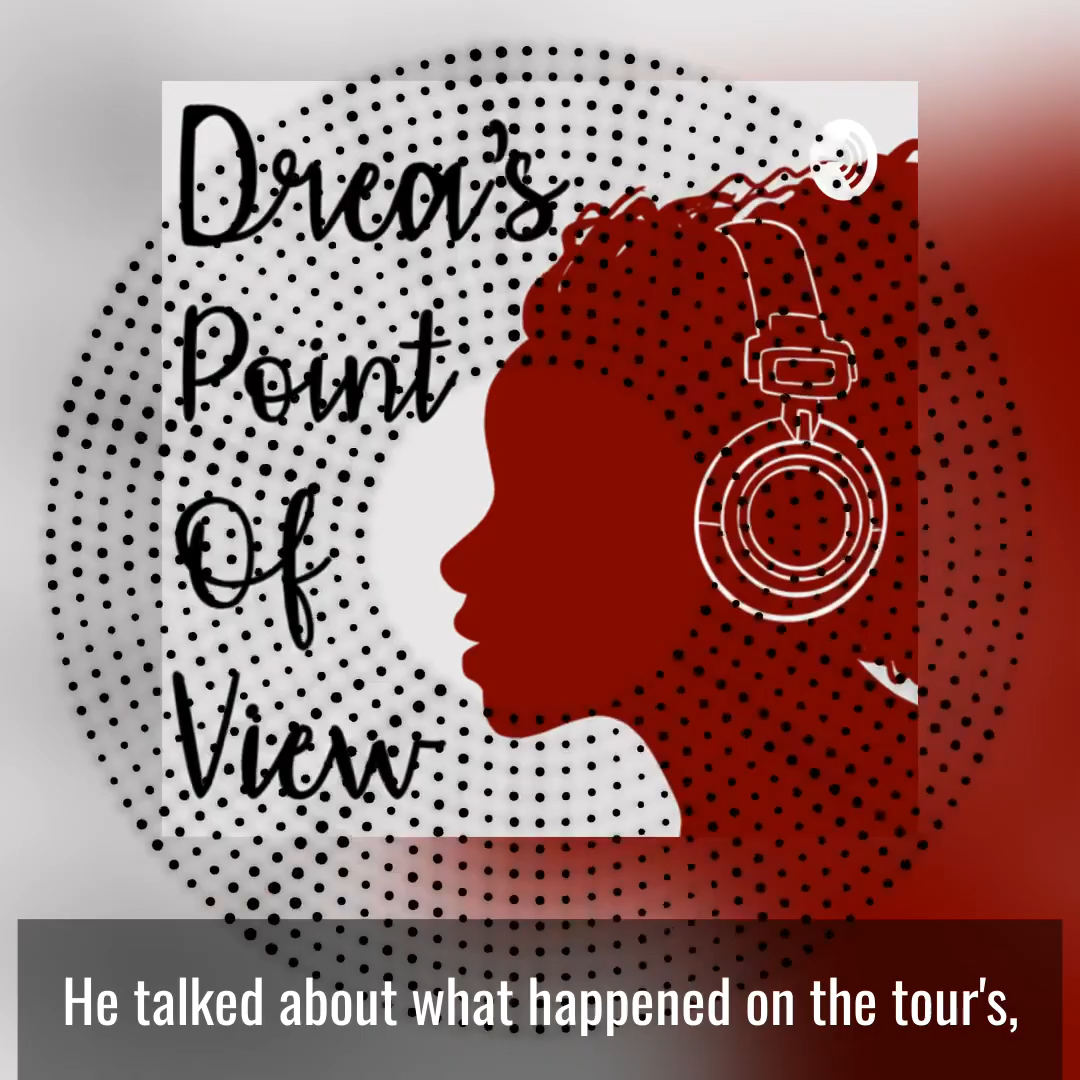 Drea's
Point
Of
View
He talked about what happened on the tour's,